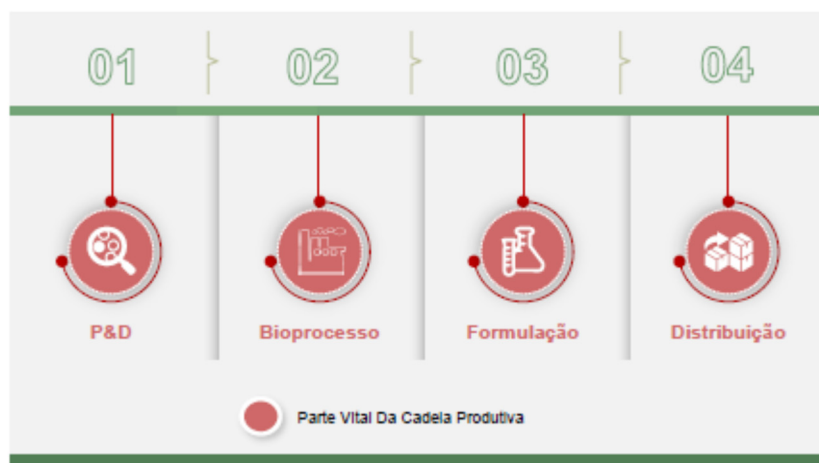 01
02
03
04
P&D
Bioprocesso
Formulação
Distribuição
Parte Vital Da Cadeia Produtiva